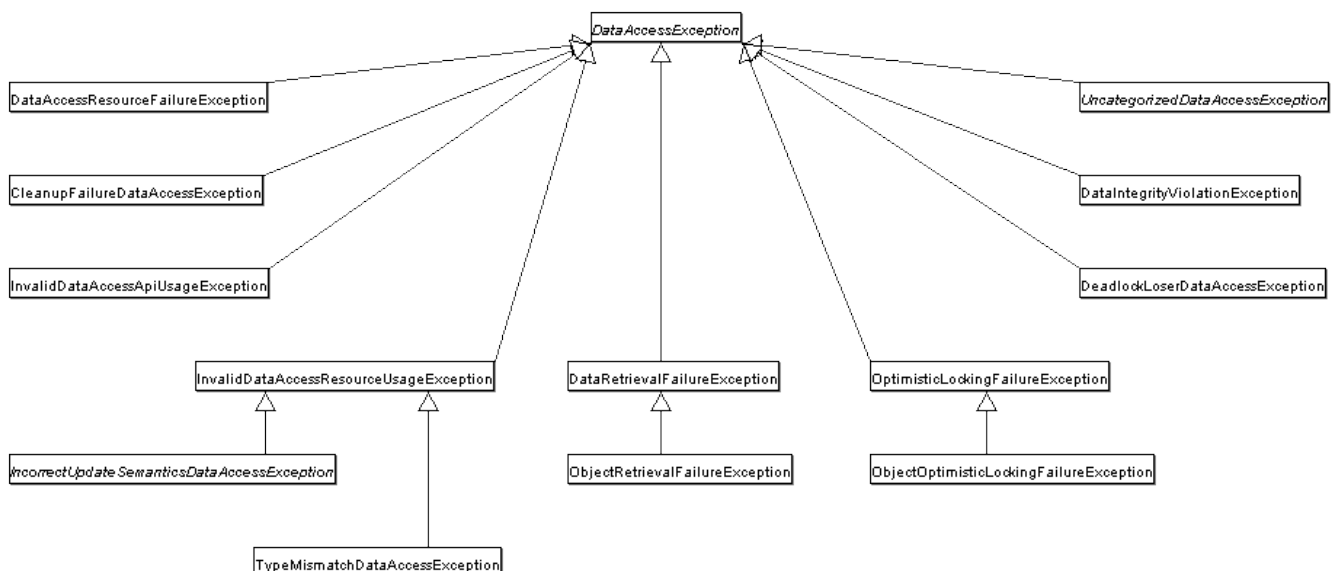 DataAccessException
DataAccessResourceFailureException
UncategorizedDataAccessException
CleanupFailureDataAccessException
DataIntegrityViolationException
InvalidDataAccessApiUsageException
DeadlockLoserDataAccessException
InvalidDataAccessResourceUsageException
DataRetrievalFailureException
OptimisticLockingFailureException
IncorrectUpdateSemanticsDataAccessException
ObjectRetrievalFailureException
ObjectOptimisticLockingFailureException
TypeMismatchDataAccessException